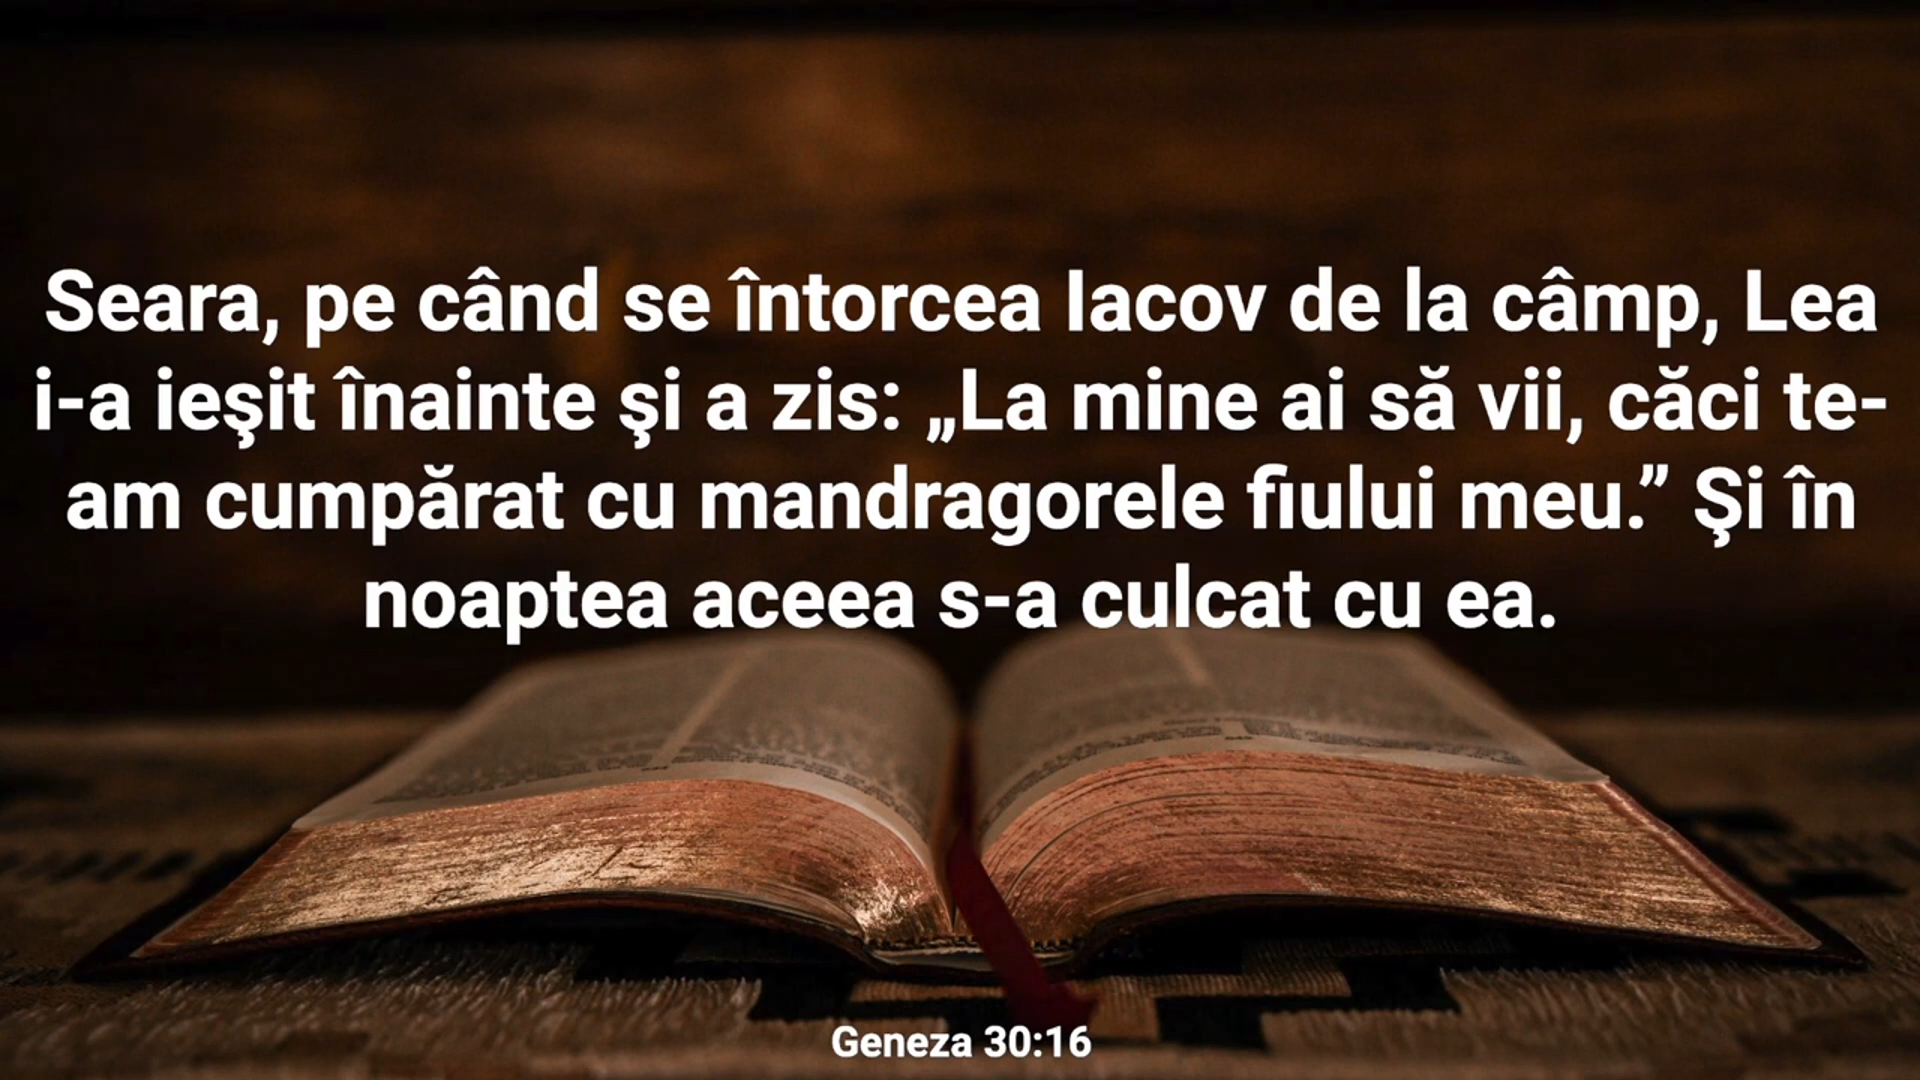 Seara, pe când se întorcea Iacov de la câmp, Lea
i-a ieşit înainte şi a zis: „La mine ai să vii, căci te-
am cumpărat cu mandragorele fiului meu.” Şi în
noaptea aceea s-a culcat cu ea.
Geneza 30:16